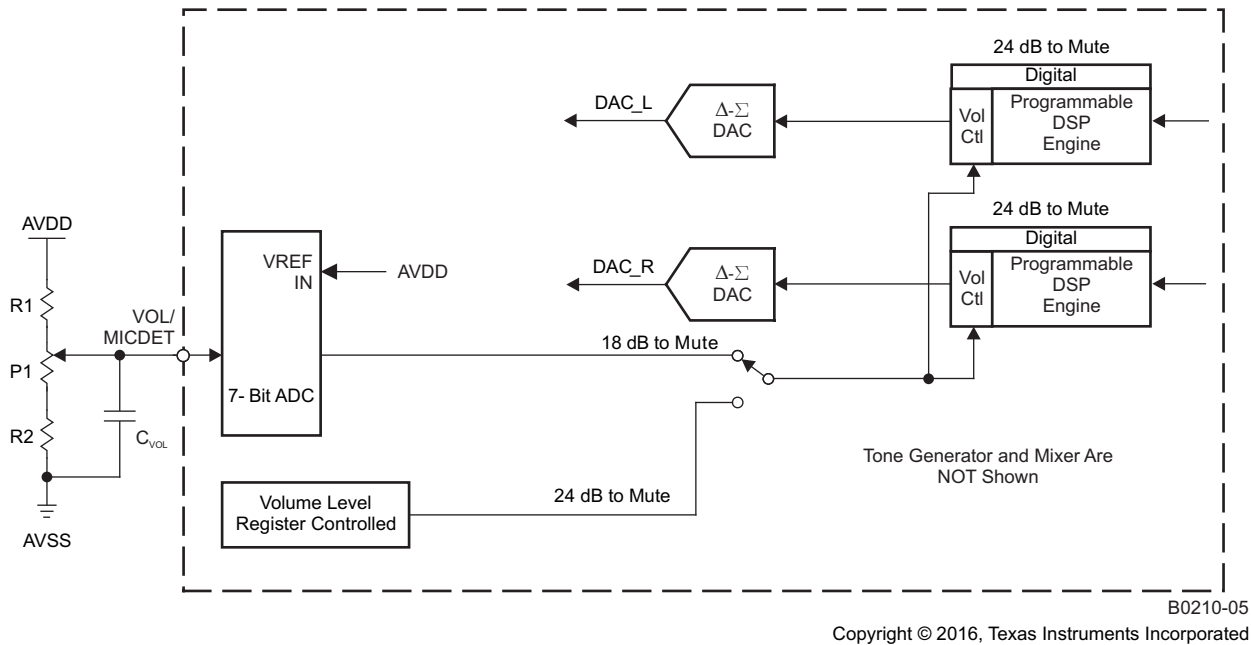 24 dB to Mute
Digital
DAC_L
Δ-Σ
DAC
Vol
Ctl
Programmable
DSP
Engine
24 dB to Mute
Digital
AVDD
VREF
IN
AVDD
DAC_R
Δ-Σ
DAC
Vol
Ctl
Programmable
DSP
Engine
R1
VOL/
MICDET
18 dB to Mute
P1
7- Bit ADC
R2
CVOL
Tone Generator and Mixer Are
NOT Shown
Volume Level
Register Controlled
24 dB to Mute
AVSS
B0210-05
Copyright © 2016, Texas Instruments Incorporated